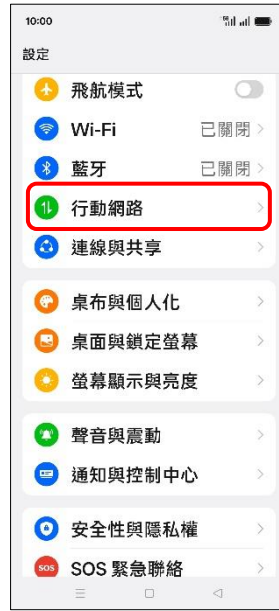 10:00
設定
飛航模式
Wi-Fi 已關閉
藍牙 已關閉
行動網路
連線與共享
桌布與個人化
桌面與鎖定螢幕
螢幕顯示與亮度
聲音與震動
通知與控制中心
安全性與隱私權
SOS SOS 緊急聯絡